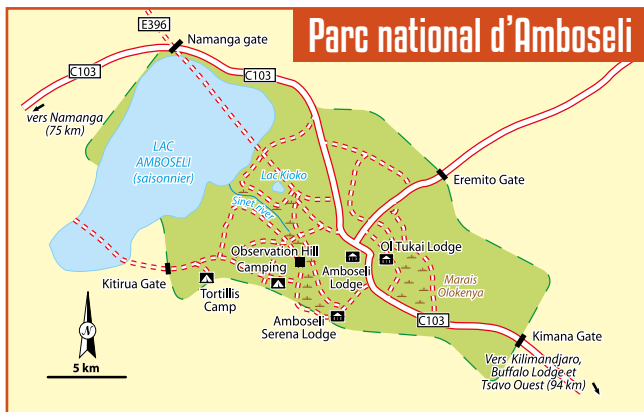 Parc national d'Amboseli
E396
Namanga gate
C103
C103
vers Namanga
(75 km)
LAC
AMBOSELI
(saisonnier)
Lac Kioko
Sinet river
Eremito Gate
Observation Hill
Camping
Ol Tukai Lodge
Amboseli
Lodge
Marais
Olokenya
Kitirua Gate
Tortillis
Camp
Amboseli
Serena Lodge
C103
Kimana Gate
Vers Kilimandjaro,
Buffalo Lodge et
Tsavo Ouest (94 km)
N
5 km